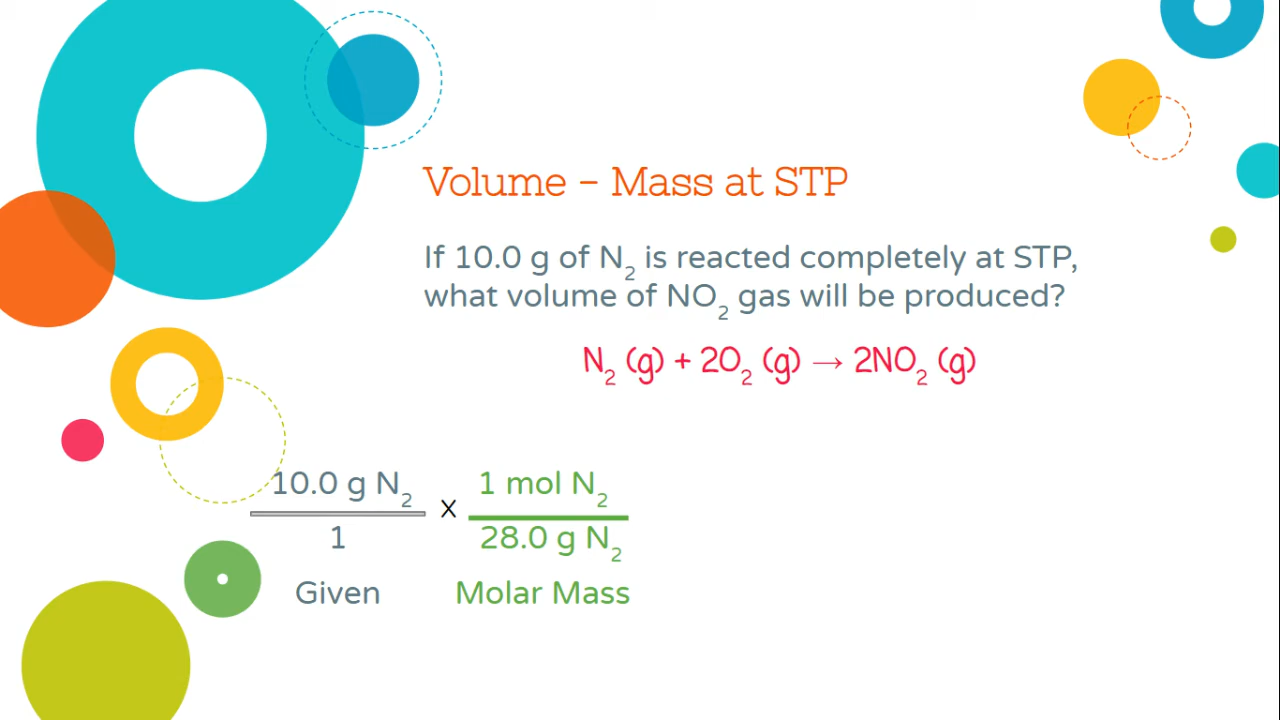 Volume – Mass at STP
If 10.0 g of N₂ is reacted completely at STP,
what volume of NO₂ gas will be produced?
N₂ (g) + 2O₂ (g) → 2NO₂ (g)
10.0 g N₂ x 1 mol N₂
1 28.0 g N₂
Given Molar Mass